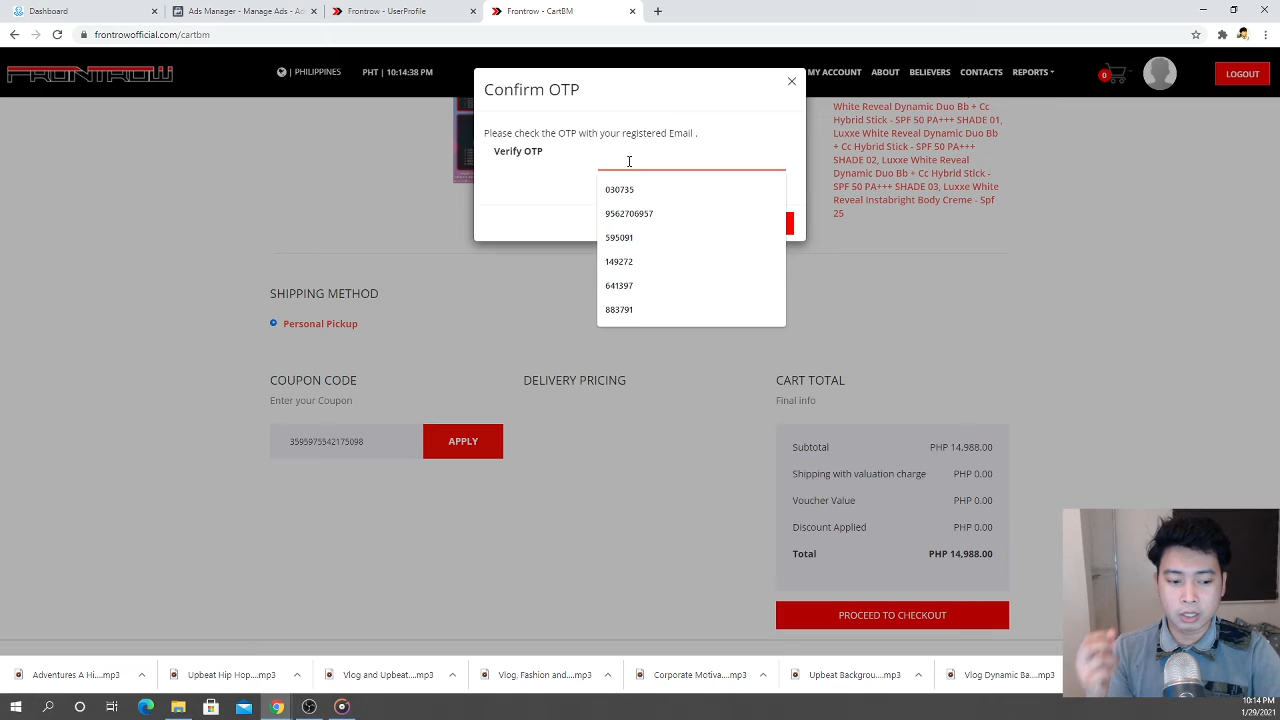 Dashboard
Ads Manager - Manage Ads - Ad
Frontrow - UserProfile
Frontrow - CartBM
frontrowofficial.com/cartbm
FRONTROW
| PHILIPPINES
PHT | 10:14:38 PM
MY ACCOUNT
ABOUT
BELIEVERS
CONTACTS
REPORTS
0
LOGOUT
Confirm OTP
Please check the OTP with your registered Email .
Verify OTP
030735
9562706957
595091
149272
641397
883791
White Reveal Dynamic Duo Bb + Cc
Hybrid Stick - SPF 50 PA+++ SHADE 01,
Luxxe White Reveal Dynamic Duo Bb
+ Cc Hybrid Stick - SPF 50 PA+++
SHADE 02, Luxxe White Reveal
Dynamic Duo Bb + Cc Hybrid Stick -
SPF 50 PA+++ SHADE 03, Luxxe White
Reveal Instabright Body Creme - Spf
25
SHIPPING METHOD
Personal Pickup
COUPON CODE
Enter your Coupon
3595975542175098
APPLY
DELIVERY PRICING
CART TOTAL
Final info
Subtotal PHP 14,988.00
Shipping with valuation charge PHP 0.00
Voucher Value PHP 0.00
Discount Applied PHP 0.00
Total PHP 14,988.00
PROCEED TO CHECKOUT
Adventures A Hi....mp3
Upbeat Hip Hop....mp3
Vlog and Upbeat....mp3
Vlog, Fashion and....mp3
Corporate Motiva....mp3
Upbeat Backgrou....mp3
Vlog Dynamic Ba....mp3
10:14 PM
1/29/2021